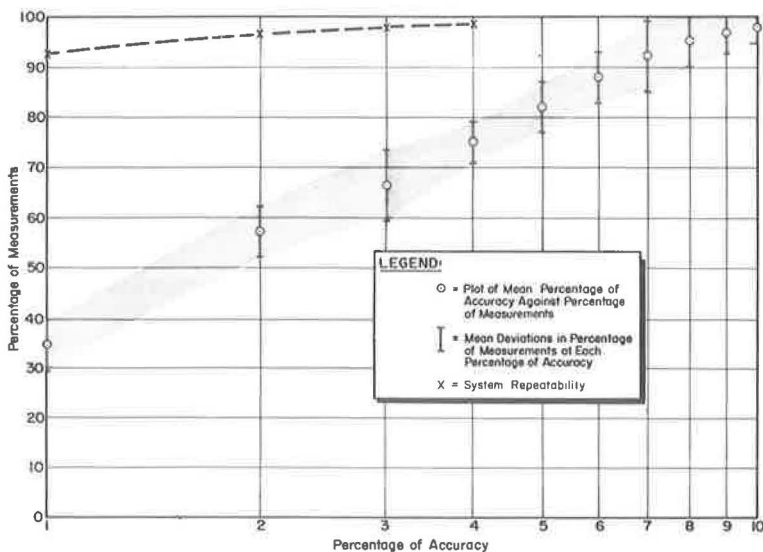 100
90
80
70
60
50
40
30
20
10
0
Percentage of Measurements
LEGEND:
⊙ = Plot of Mean Percentage of
Accuracy Against Percentage
of Measurements
I = Mean Deviations in Percentage
of Measurements at Each
Percentage of Accuracy
X = System Repeatability
1 2 3 4 5 6 7 8 9 10
Percentage of Accuracy